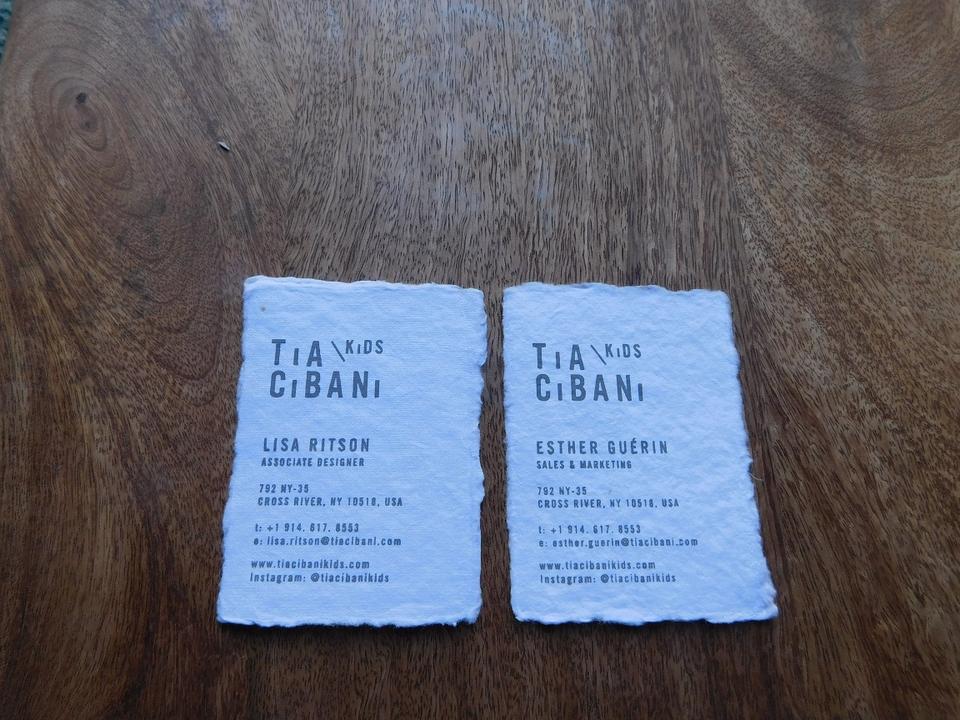 TiA \KiDS
CiBANi
LISA RITSON
ASSOCIATE DESIGNER
792 NY-35
CROSS RIVER, NY 10518, USA
t: +1 914. 617. 8553
e: lisa.ritson@tiacibani.com
www.tiacibanikids.com
Instagram: @tiacibanikids
TiA \KiDS
CiBANi
ESTHER GUÉRIN
SALES & MARKETING
792 NY-35
CROSS RIVER, NY 10518, USA
t: +1 914. 617. 8553
e: esther.guerin@tiacibani.com
www.tiacibanikids.com
Instagram: @tiacibanikids